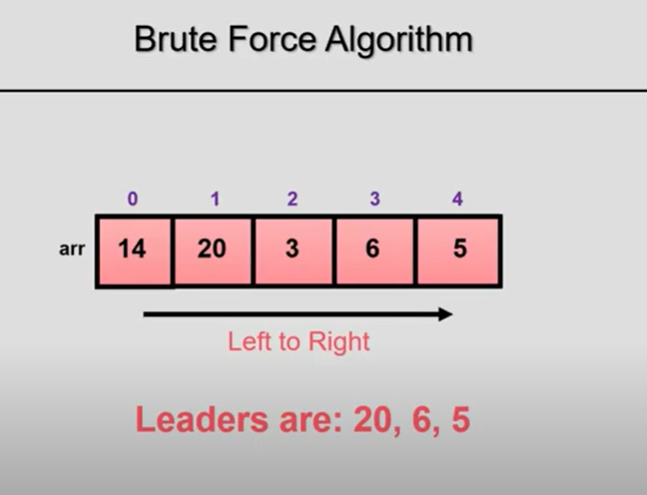 Brute Force Algorithm
0 1 2 3 4
arr 14 20 3 6 5
Left to Right
Leaders are: 20, 6, 5